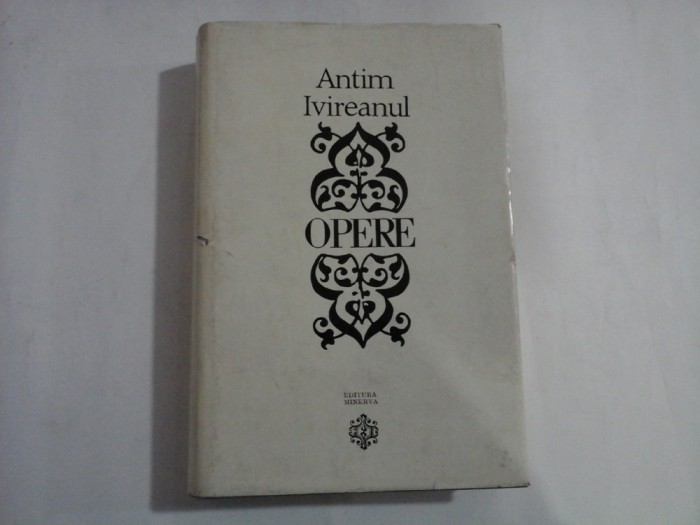 Antim
Ivireanul
OPERE
EDITURA
MINERVA